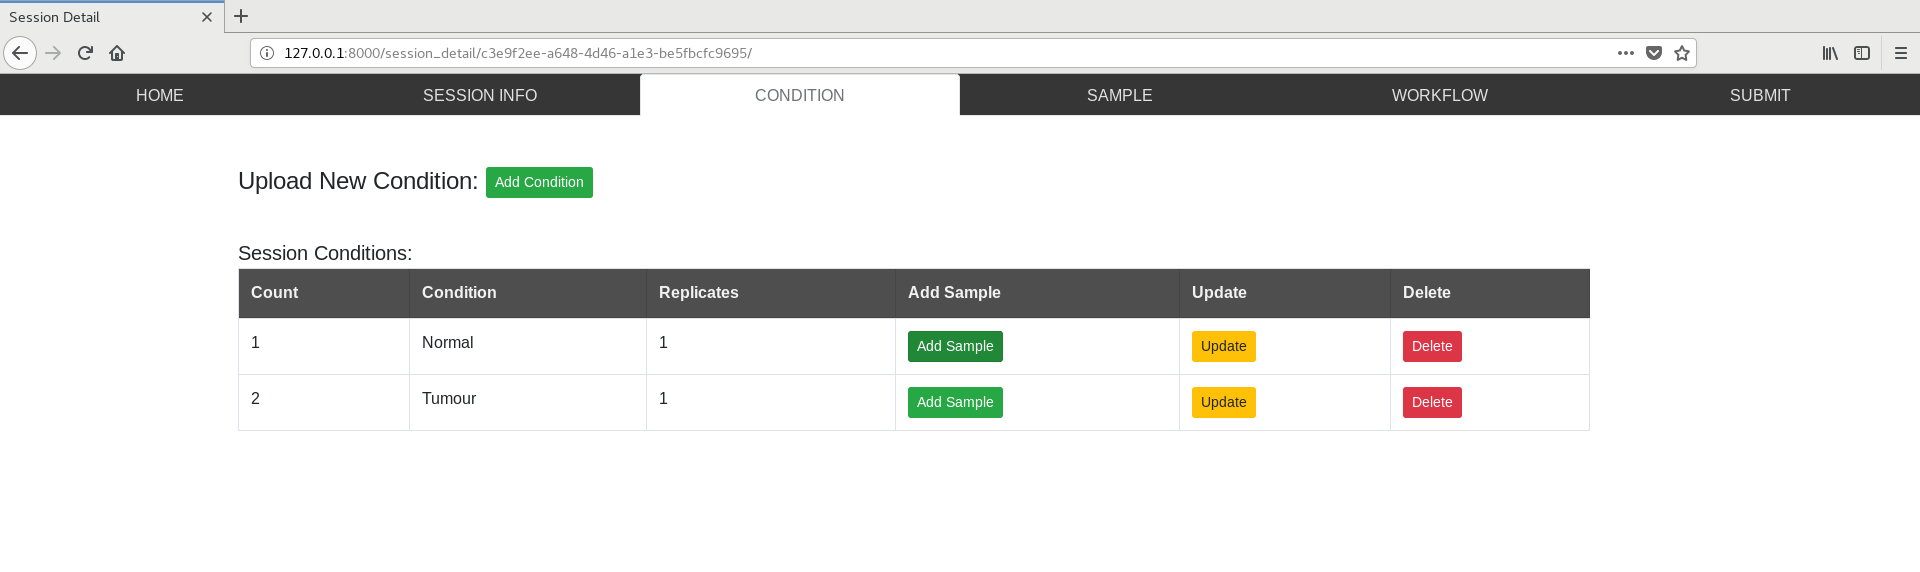 Session Detail
127.0.0.1:8000/session_detail/c3e9f2ee-a648-4d46-a1e3-be5fbcfc9695/
HOME SESSION INFO CONDITION SAMPLE WORKFLOW SUBMIT
Upload New Condition: Add Condition
Session Conditions:
Count Condition Replicates Add Sample Update Delete
1 Normal 1 Add Sample Update Delete
2 Tumour 1 Add Sample Update Delete